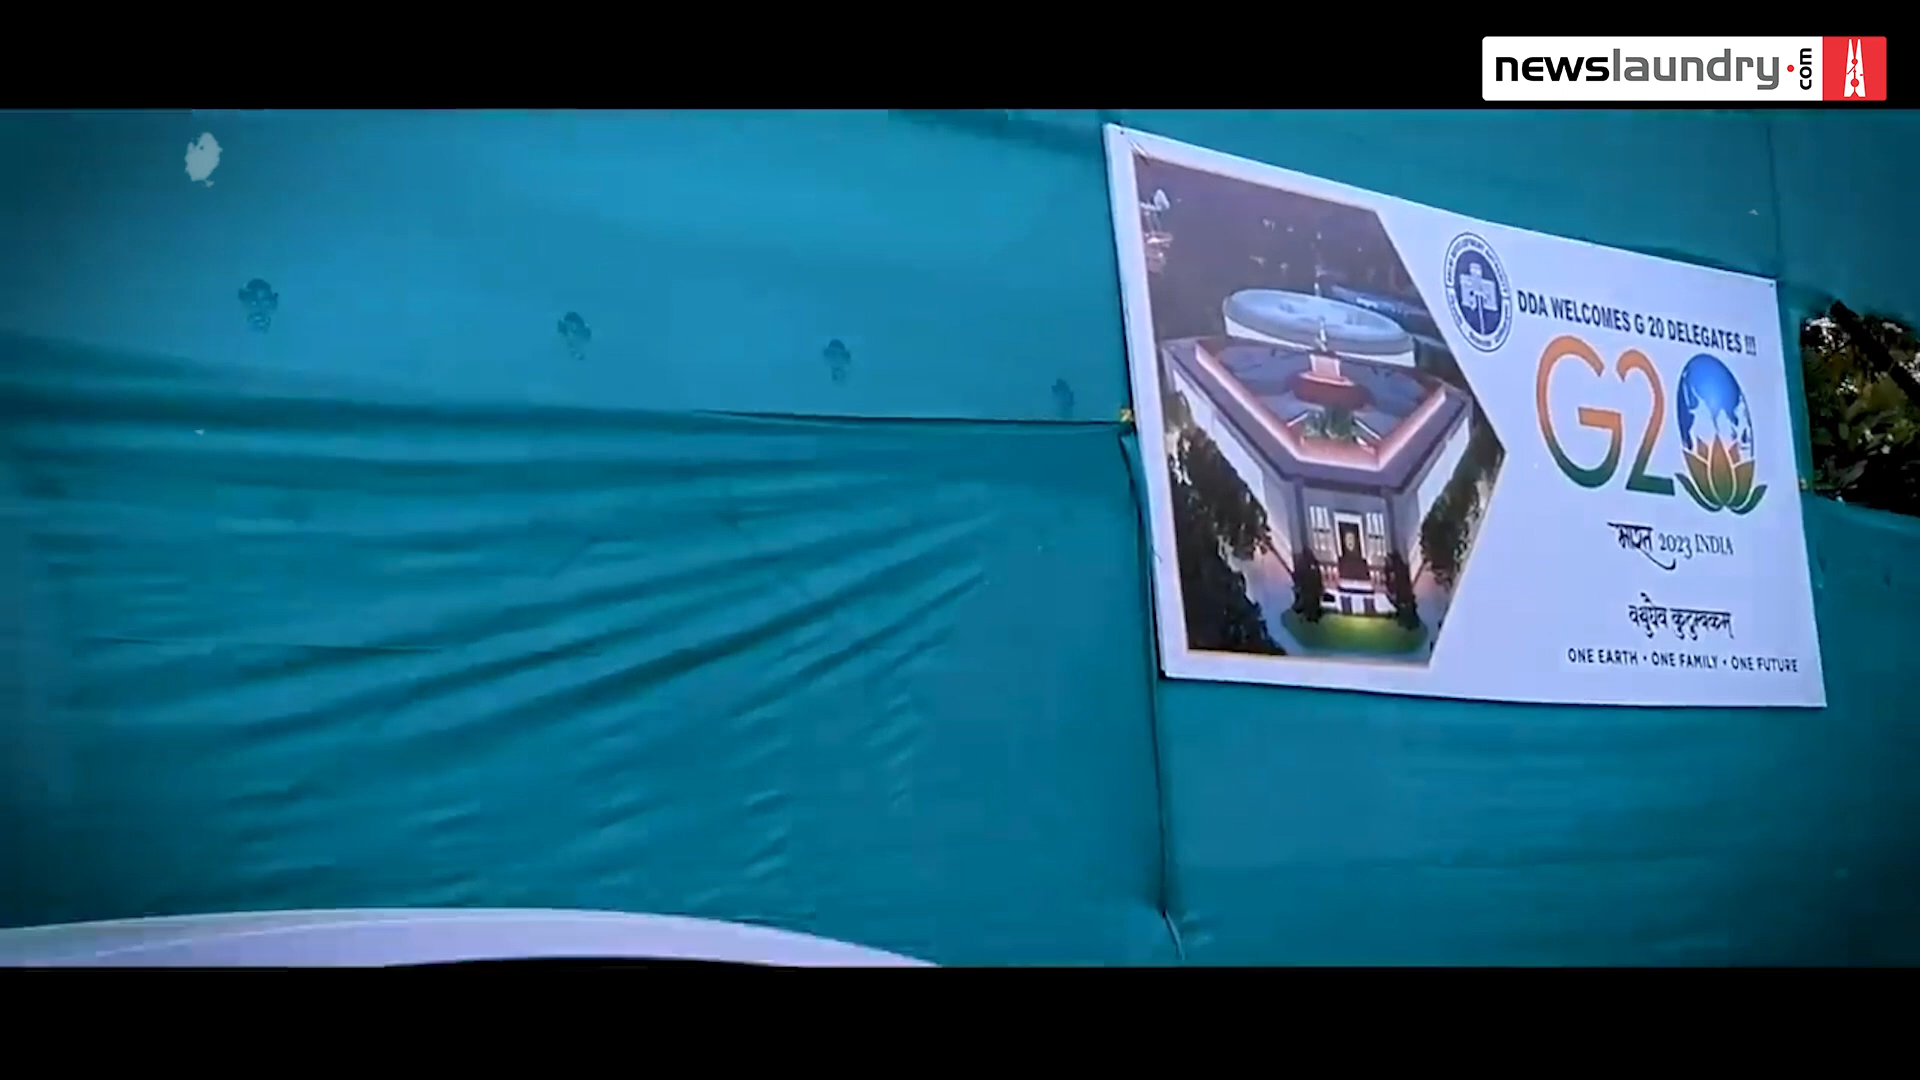 newslaundry.com
DDA WELCOMES G 20 DELEGATES !!!
G20
भारत 2023 INDIA
वसुधैव कुटुम्बकम्
ONE EARTH • ONE FAMILY • ONE FUTURE